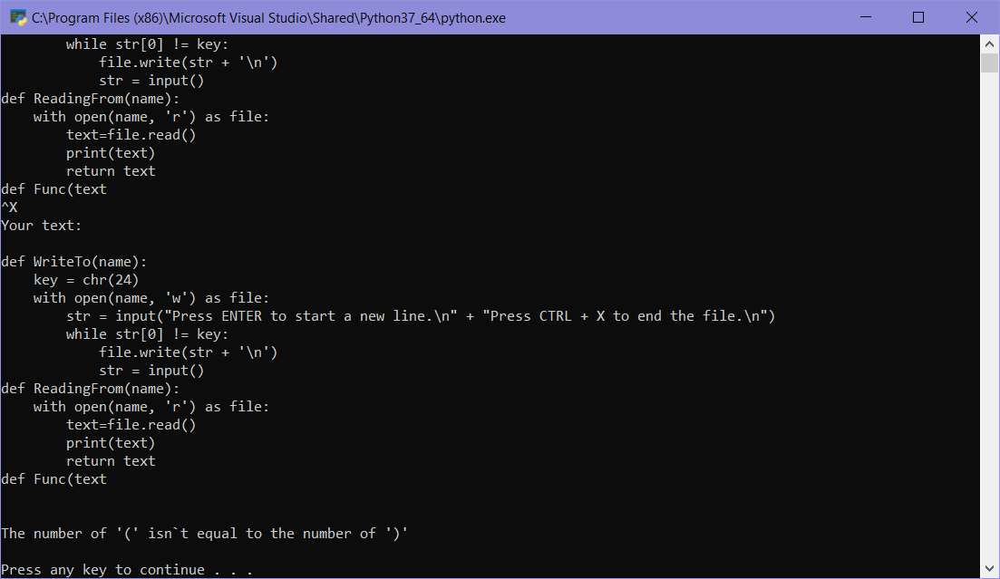 C:\Program Files (x86)\Microsoft Visual Studio\Shared\Python37_64\python.exe
        while str[0] != key:
            file.write(str + '\n')
            str = input()
def ReadingFrom(name):
    with open(name, 'r') as file:
        text=file.read()
        print(text)
        return text
def Func(text
^X
Your text:

def WriteTo(name):
    key = chr(24)
    with open(name, 'w') as file:
        str = input("Press ENTER to start a new line.\n" + "Press CTRL + X to end the file.\n")
        while str[0] != key:
            file.write(str + '\n')
            str = input()
def ReadingFrom(name):
    with open(name, 'r') as file:
        text=file.read()
        print(text)
        return text
def Func(text


The number of '(' isn`t equal to the number of ')'

Press any key to continue . . .